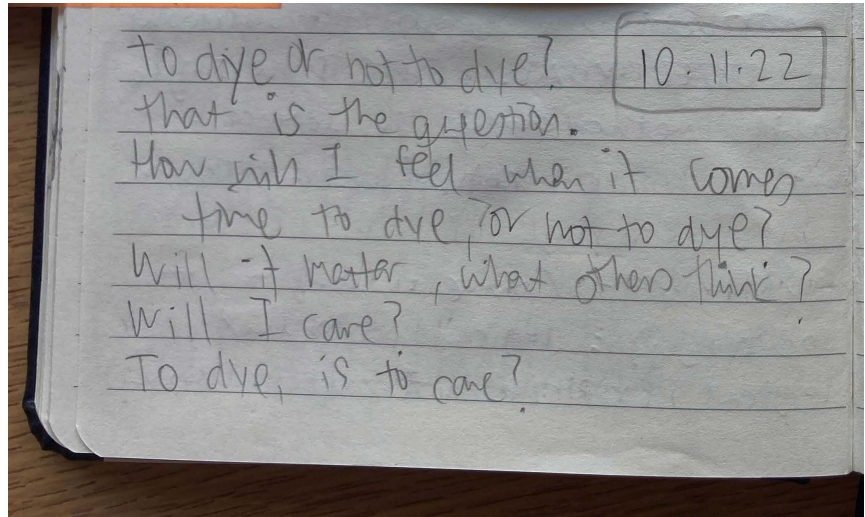 To diye or not to dye? 10.11.22
that is the question.
How will I feel when it comes
time to dye, or not to dye?
Will it matter, what others think?
Will I care?
To dye, is to care?